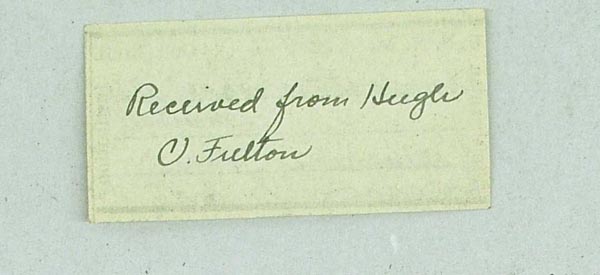 Received from Hugh
C. Fulton